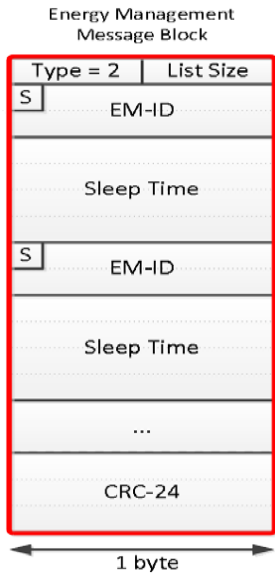 Energy Management
Message Block
Type = 2 List Size
S
EM-ID
Sleep Time
S
EM-ID
Sleep Time
...
CRC-24
1 byte